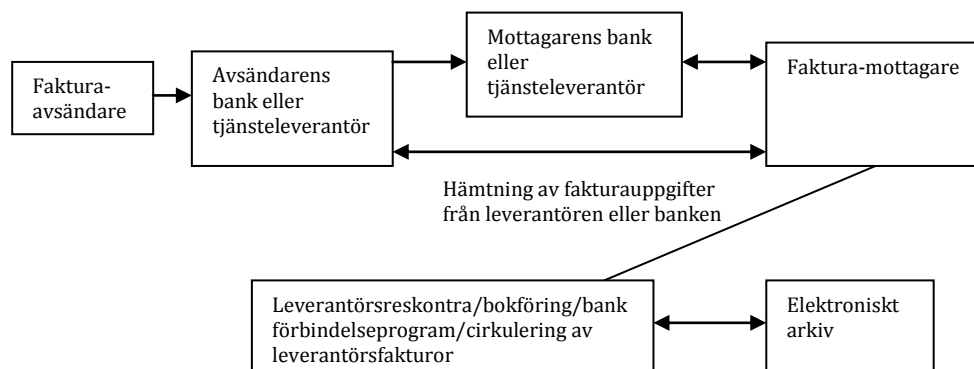 Faktura-
avsändare
Avsändarens
bank eller
tjänsteleverantör
Mottagarens bank
eller
tjänsteleverantör
Faktura-mottagare
Hämtning av fakturauppgifter
från leverantören eller banken
Leverantörsreskontra/bokföring/bank
förbindelseprogram/cirkulering av
leverantörsfakturor
Elektroniskt
arkiv